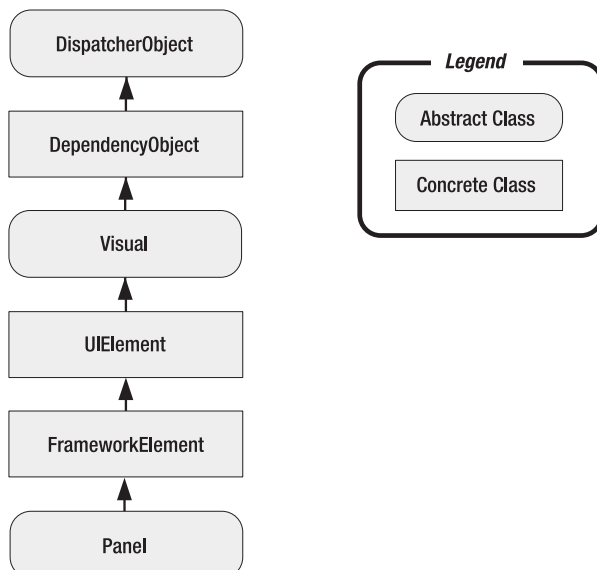 DispatcherObject
DependencyObject
Visual
UIElement
FrameworkElement
Panel
Legend
Abstract Class
Concrete Class